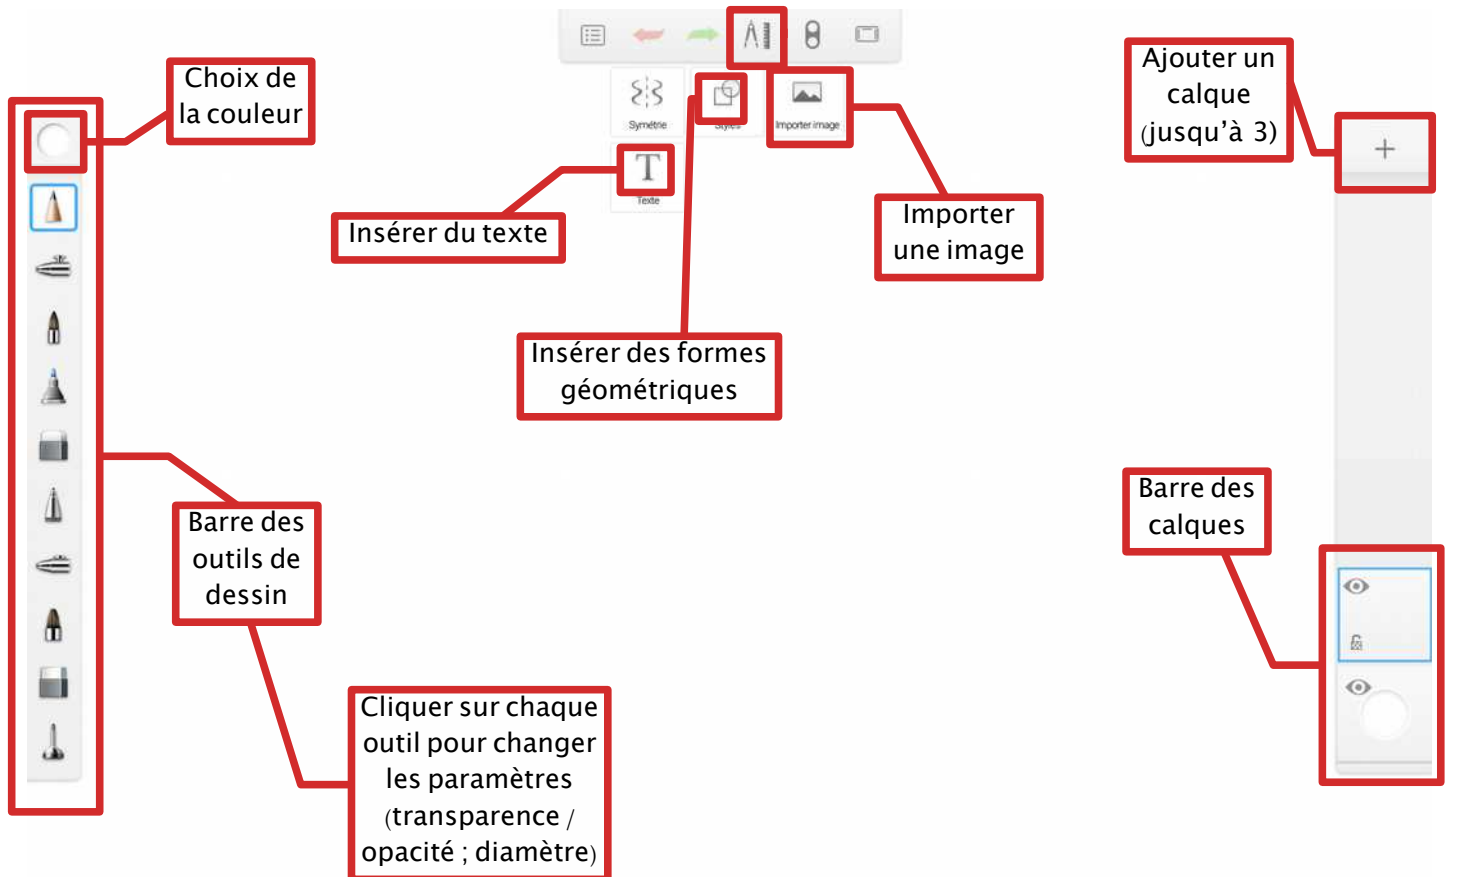 Choix de
la couleur
Symétrie
Styles
Importer image
Texte
Ajouter un
calque
(jusqu’à 3)
Insérer du texte
Importer
une image
Insérer des formes
géométriques
Barre des
outils de
dessin
Barre des
calques
Cliquer sur chaque
outil pour changer
les paramètres
(transparence /
opacité ; diamètre)